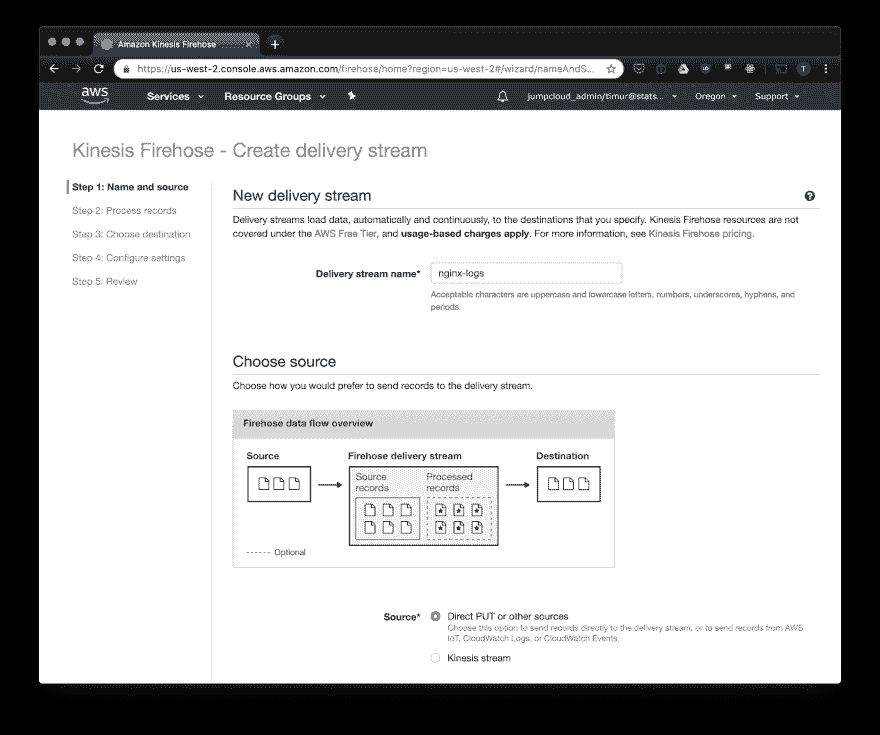 Amazon Kinesis Firehose
https://us-west-2.console.aws.amazon.com/firehose/home?region=us-west-2#/wizard/nameAndS...
T
aws
Services
Resource Groups
jumpcloud_admin/timur@stats...
Oregon
Support
Kinesis Firehose - Create delivery stream
Step 1: Name and source
Step 2: Process records
Step 3: Choose destination
Step 4: Configure settings
Step 5: Review
New delivery stream
Delivery streams load data, automatically and continuously, to the destinations that you specify. Kinesis Firehose resources are not
covered under the AWS Free Tier, and usage-based charges apply. For more information, see Kinesis Firehose pricing.
Delivery stream name*
nginx-logs
Acceptable characters are uppercase and lowercase letters, numbers, underscores, hyphens, and
periods.
Choose source
Choose how you would prefer to send records to the delivery stream.
Firehose data flow overview
Source
Firehose delivery stream
Destination
Source
records
Processed
records
Optional
Source*
Direct PUT or other sources
Choose this option to send records directly to the delivery stream, or to send records from AWS
IoT, CloudWatch Logs, or CloudWatch Events.
Kinesis stream